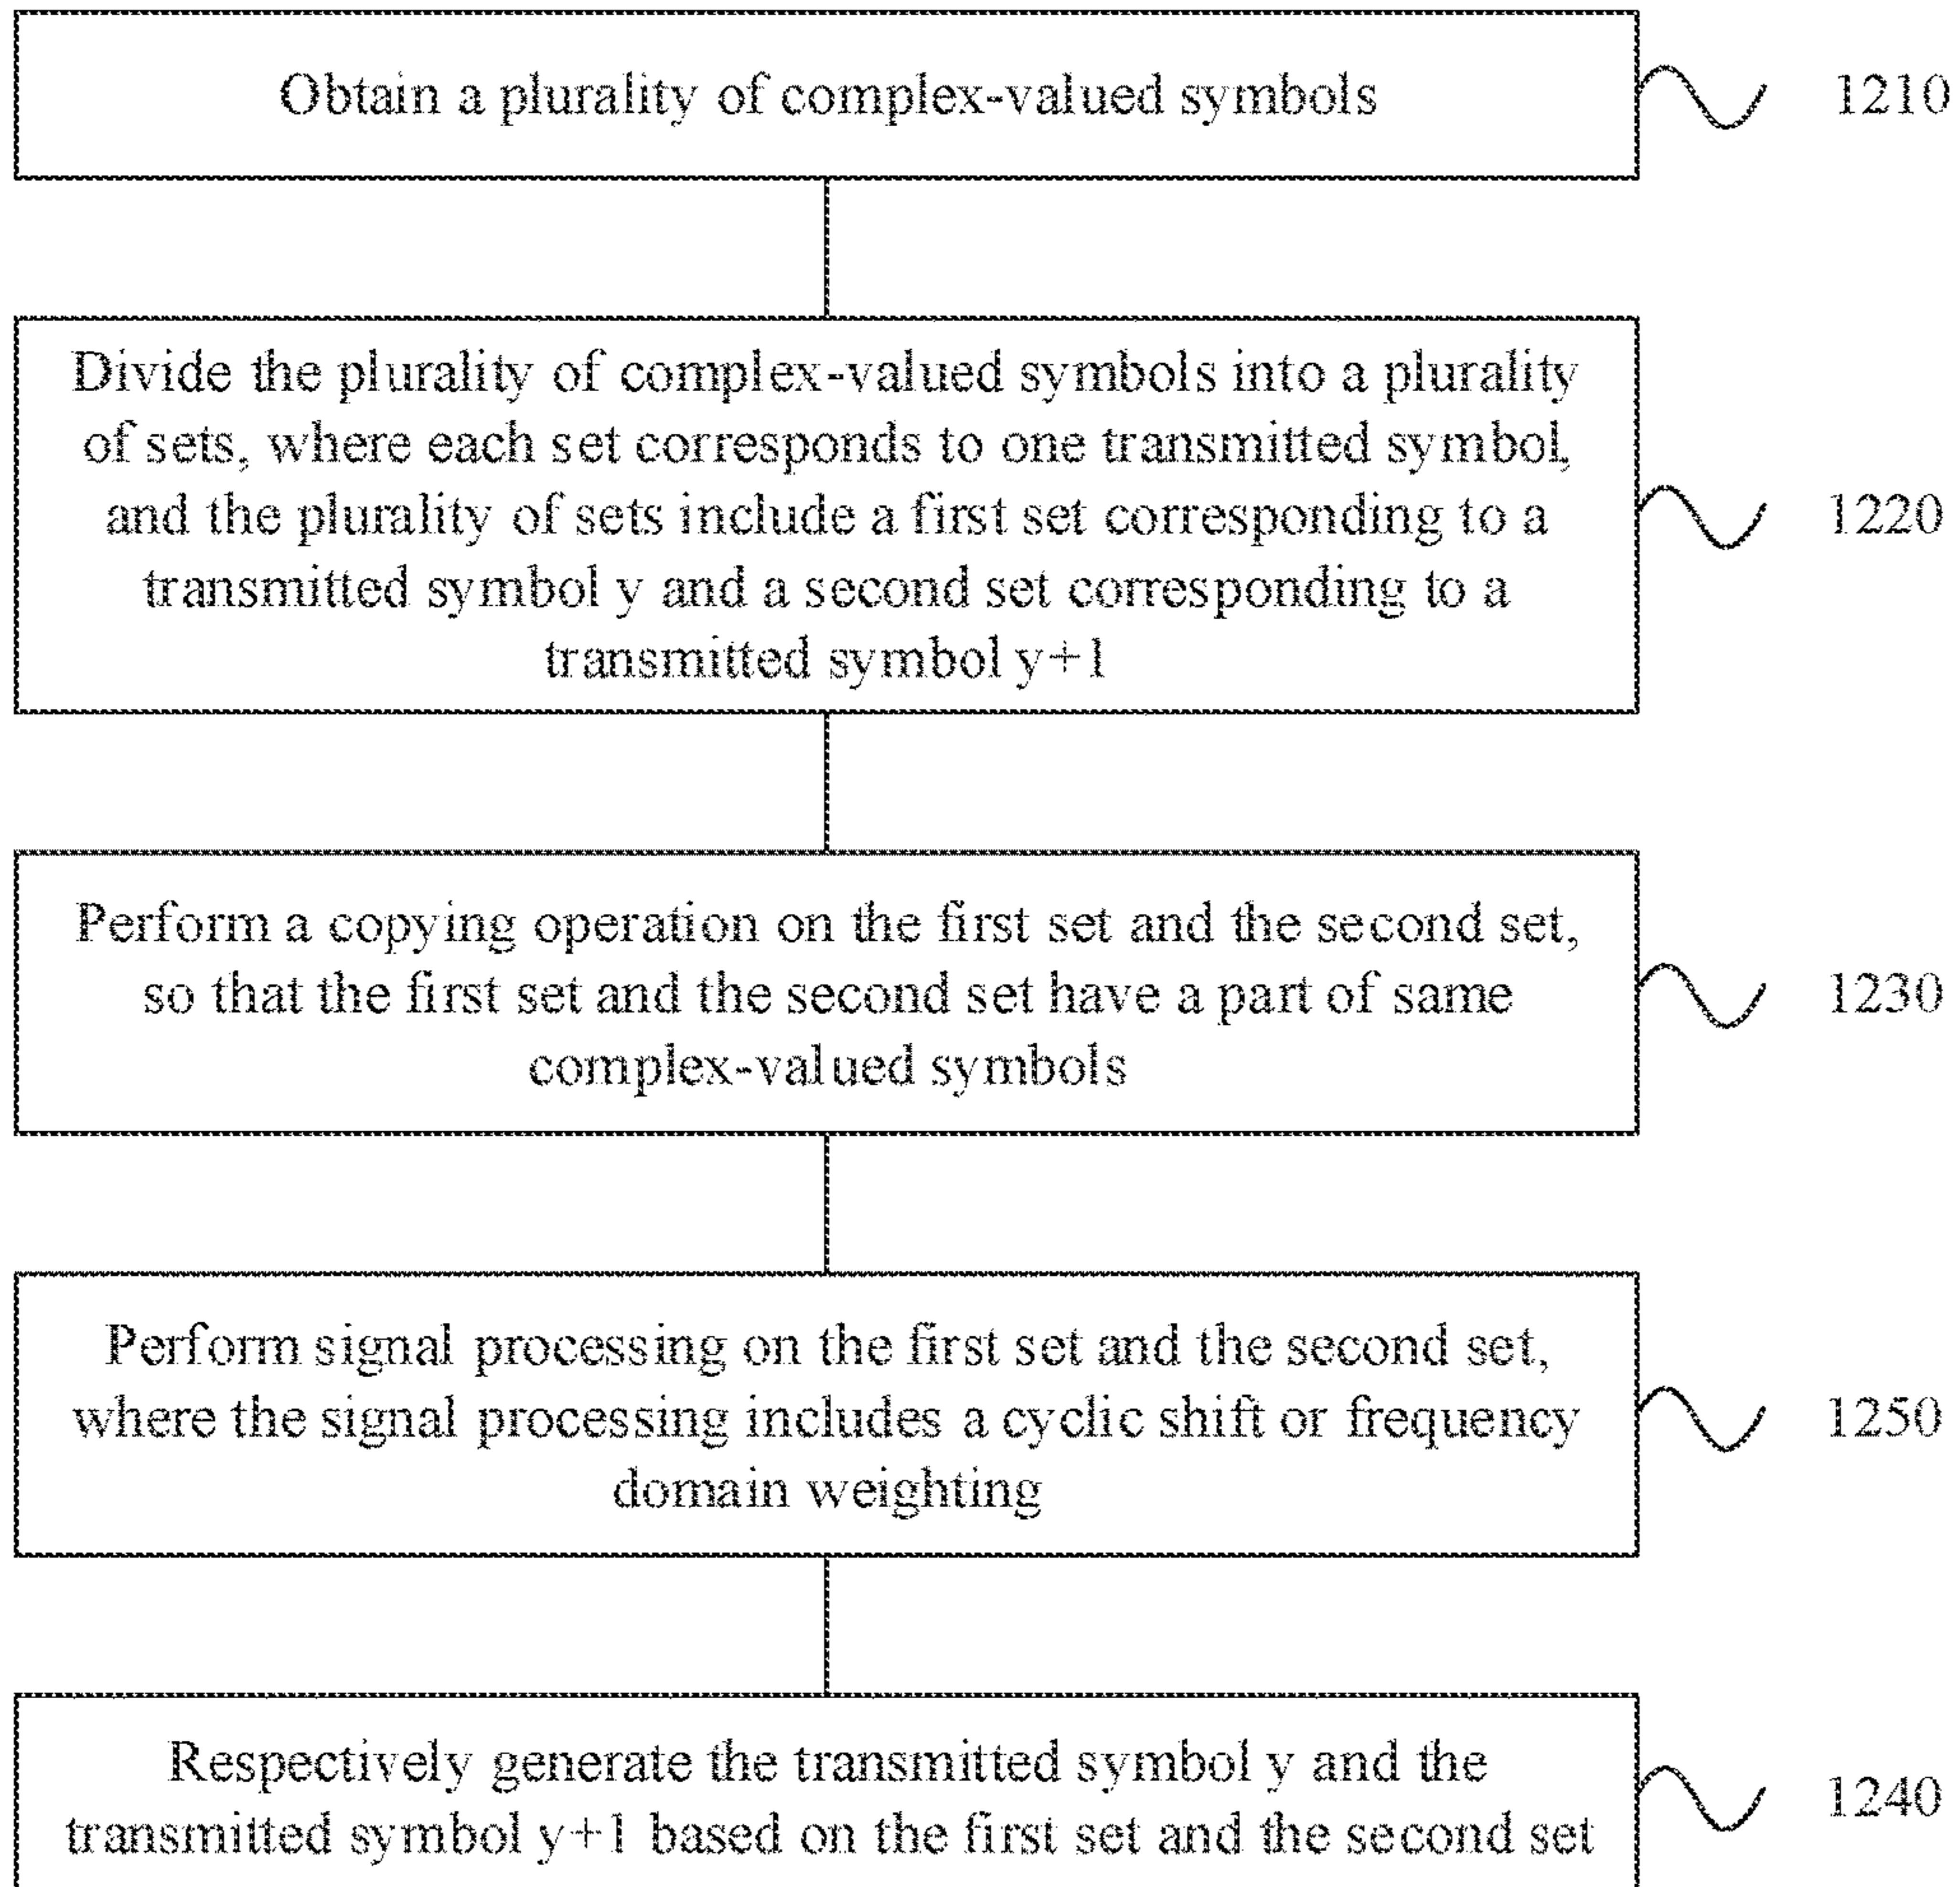 Obtain a plurality of complex-valued symbols
1210
Divide the plurality of complex-valued symbols into a plurality
of sets, where each set corresponds to one transmitted symbol,
and the plurality of sets include a first set corresponding to a
transmitted symbol y and a second set corresponding to a
transmitted symbol y+1
1220
Perform a copying operation on the first set and the second set,
so that the first set and the second set have a part of same
complex-valued symbols
1230
Perform signal processing on the first set and the second set,
where the signal processing includes a cyclic shift or frequency
domain weighting
1250
Respectively generate the transmitted symbol y and the
transmitted symbol y+1 based on the first set and the second set
1240